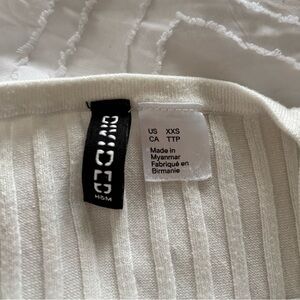 DIVIDED
H&M
US XXS
CA TTP
Made in
Myanmar
Fabriqué en
Birmanie